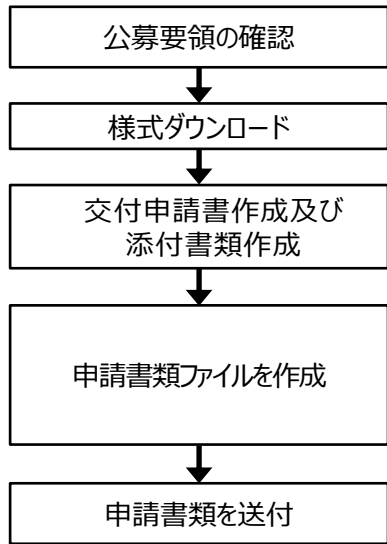 公募要領の確認
様式ダウンロード
交付申請書作成及び
添付書類作成
申請書類ファイルを作成
申請書類を送付